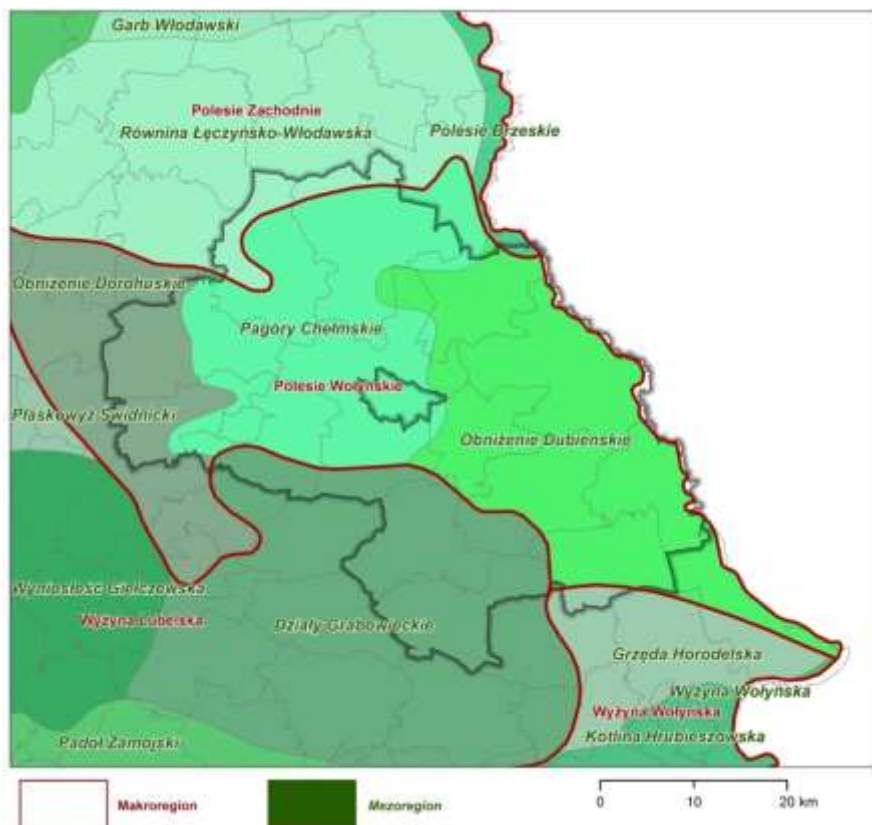 Garb Włodawski
Polesie Zachodnie
Równina Łęczyńsko-Włodawska
Polesie Brzeskie
Obniżenie Dorohuskie
Pagóry Chełmskie
Polesie Wołyńskie
Płaskowyż Świdnicki
Obniżenie Dubieńskie
Wyniosłość Giełczewska
Wyżyna Lubelska
Działy Grabowieckie
Grzęda Horodelska
Wyżyna Wołyńska
Wyżyna Wołyńska
Kotlina Hrubieszowska
Padół Zamojski
Makroregion
Mezoregion
0 10 20 km